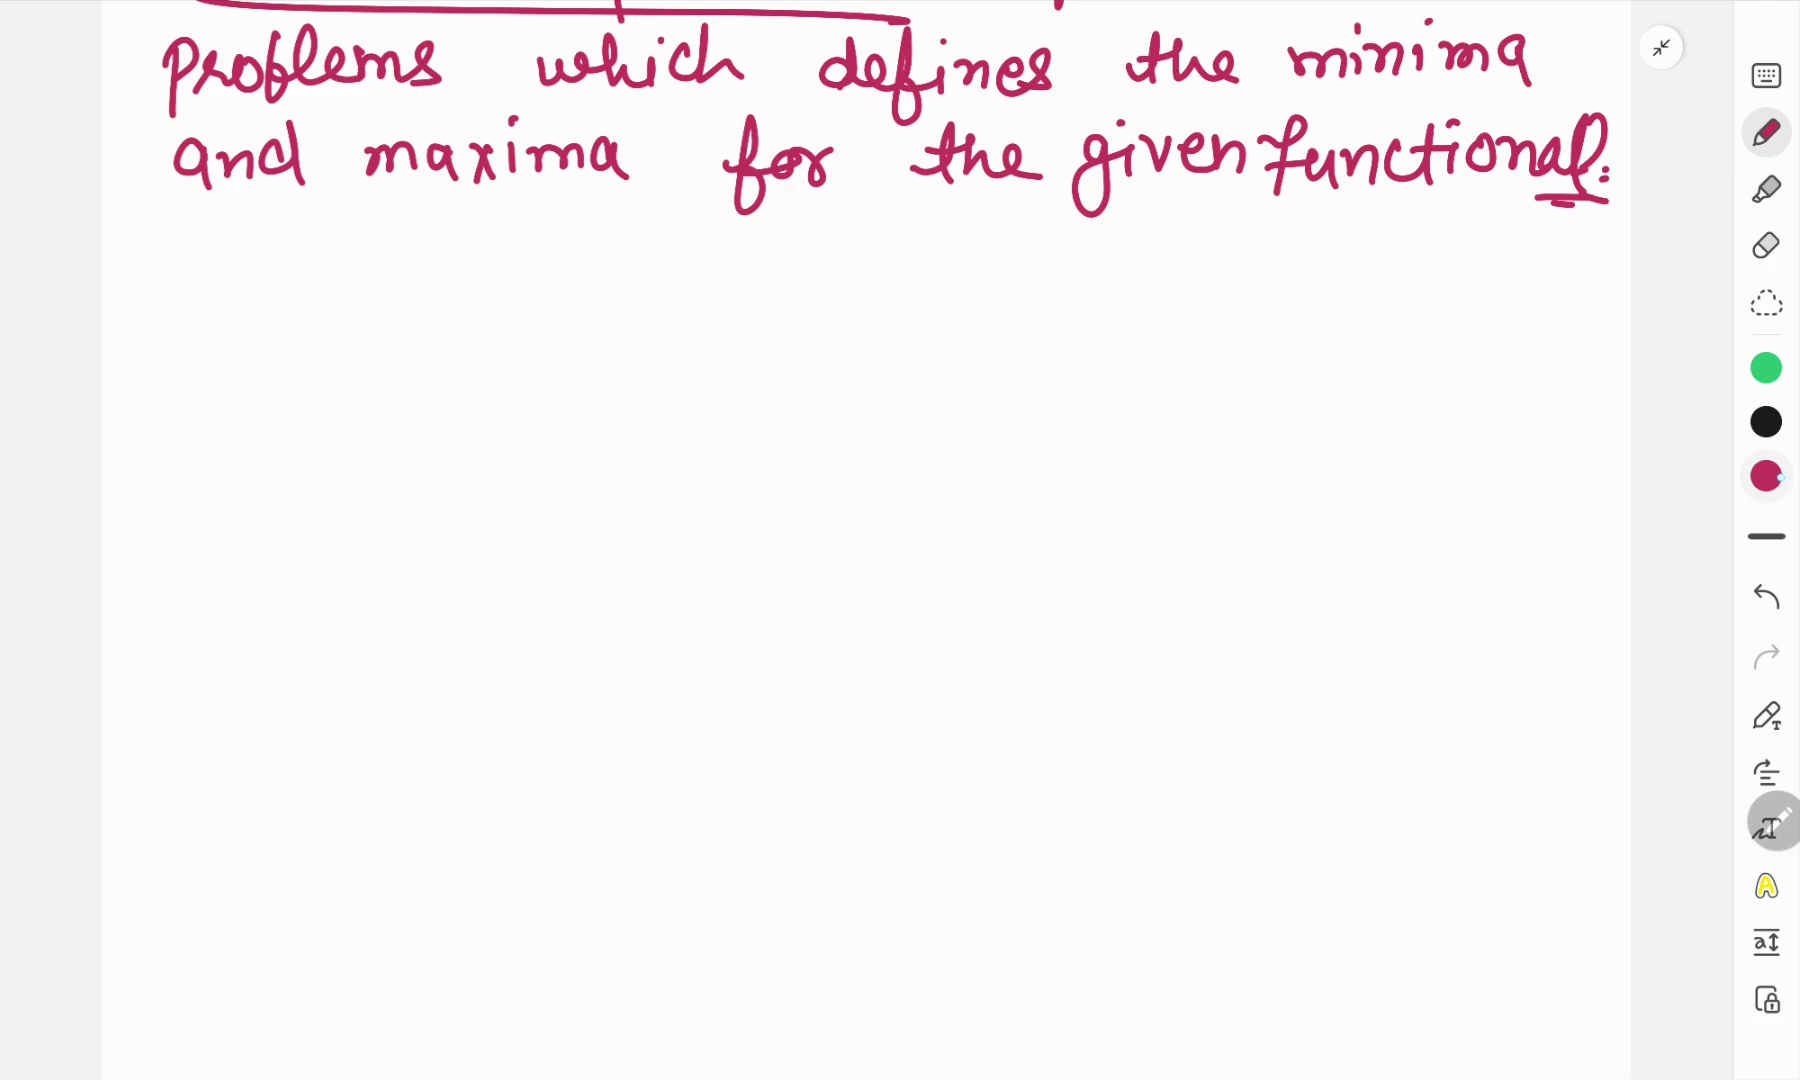 problems which defines the minima
and maxima for the given functional.